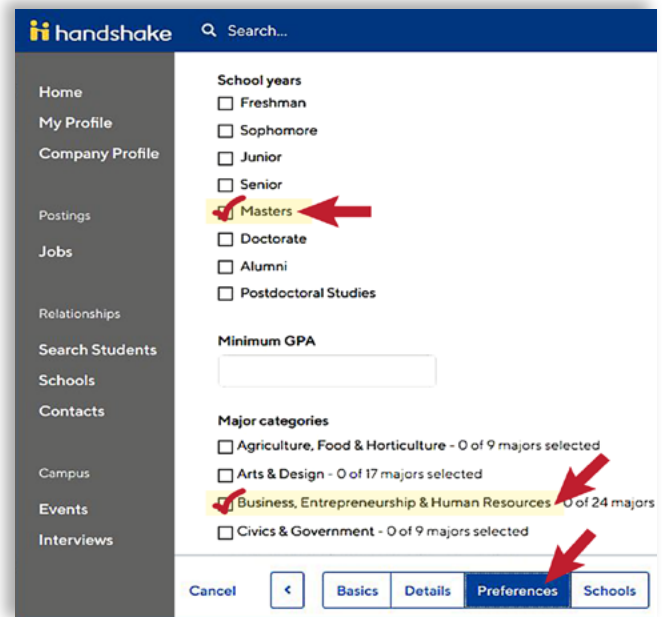 handshake
Search...
Home
My Profile
Company Profile
Postings
Jobs
Relationships
Search Students
Schools
Contacts
Campus
Events
Interviews
School years
Freshman
Sophomore
Junior
Senior
Masters
Doctorate
Alumni
Postdoctoral Studies
Minimum GPA
Major categories
Agriculture, Food & Horticulture - 0 of 9 majors selected
Arts & Design - 0 of 17 majors selected
Business, Entrepreneurship & Human Resources - 0 of 24 majors
Civics & Government - 0 of 9 majors selected
Cancel < Basics Details Preferences Schools